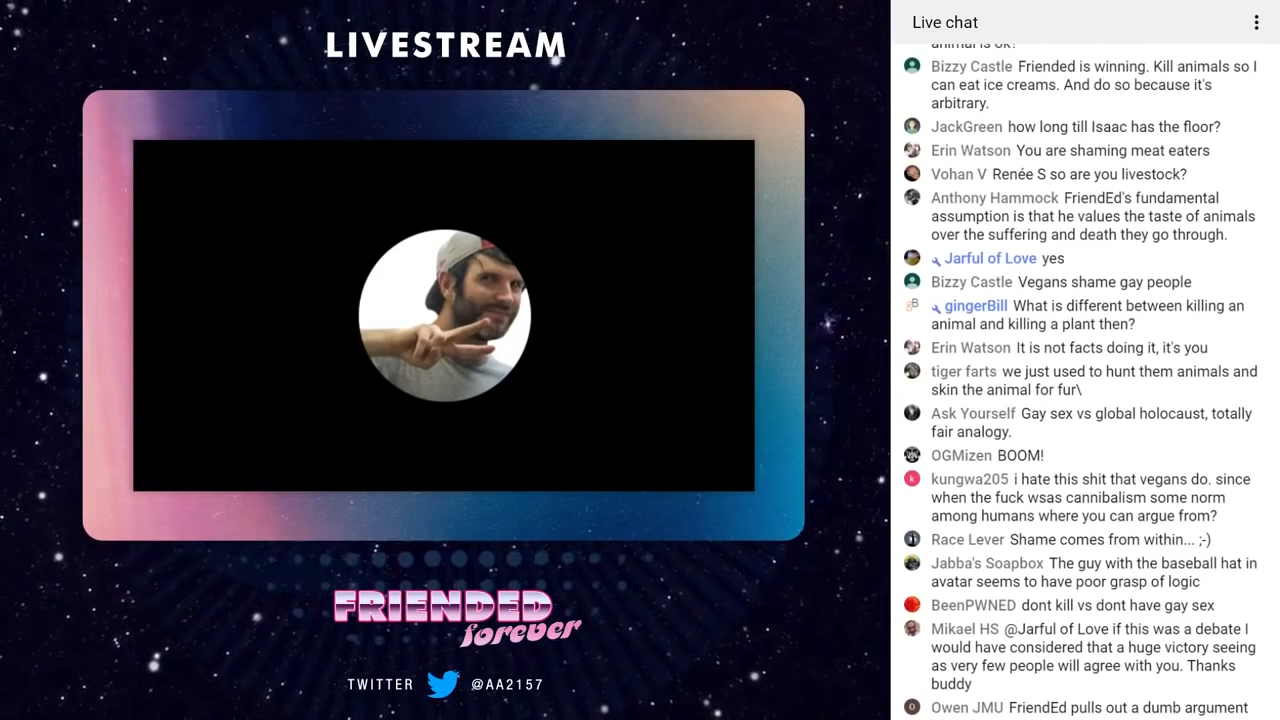 LIVESTREAM
FRIENDED
forever
TWITTER @AA2157
Live chat
animal is ok?
Bizzy Castle Friended is winning. Kill animals so I
can eat ice creams. And do so because it's
arbitrary.
JackGreen how long till Isaac has the floor?
Erin Watson You are shaming meat eaters
Vohan V Renée S so are you livestock?
Anthony Hammock FriendEd's fundamental
assumption is that he values the taste of animals
over the suffering and death they go through.
Jarful of Love yes
Bizzy Castle Vegans shame gay people
gingerBill What is different between killing an
animal and killing a plant then?
Erin Watson It is not facts doing it, it's you
tiger farts we just used to hunt them animals and
skin the animal for fur\
Ask Yourself Gay sex vs global holocaust, totally
fair analogy.
OGMizen BOOM!
k kungwa205 i hate this shit that vegans do. since
when the fuck wsas cannibalism some norm
among humans where you can argue from?
Race Lever Shame comes from within... ;-)
Jabba's Soapbox The guy with the baseball hat in
avatar seems to have poor grasp of logic
BeenPWNED dont kill vs dont have gay sex
Mikael HS @Jarful of Love if this was a debate I
would have considered that a huge victory seeing
as very few people will agree with you. Thanks
buddy
O Owen JMU FriendEd pulls out a dumb argument